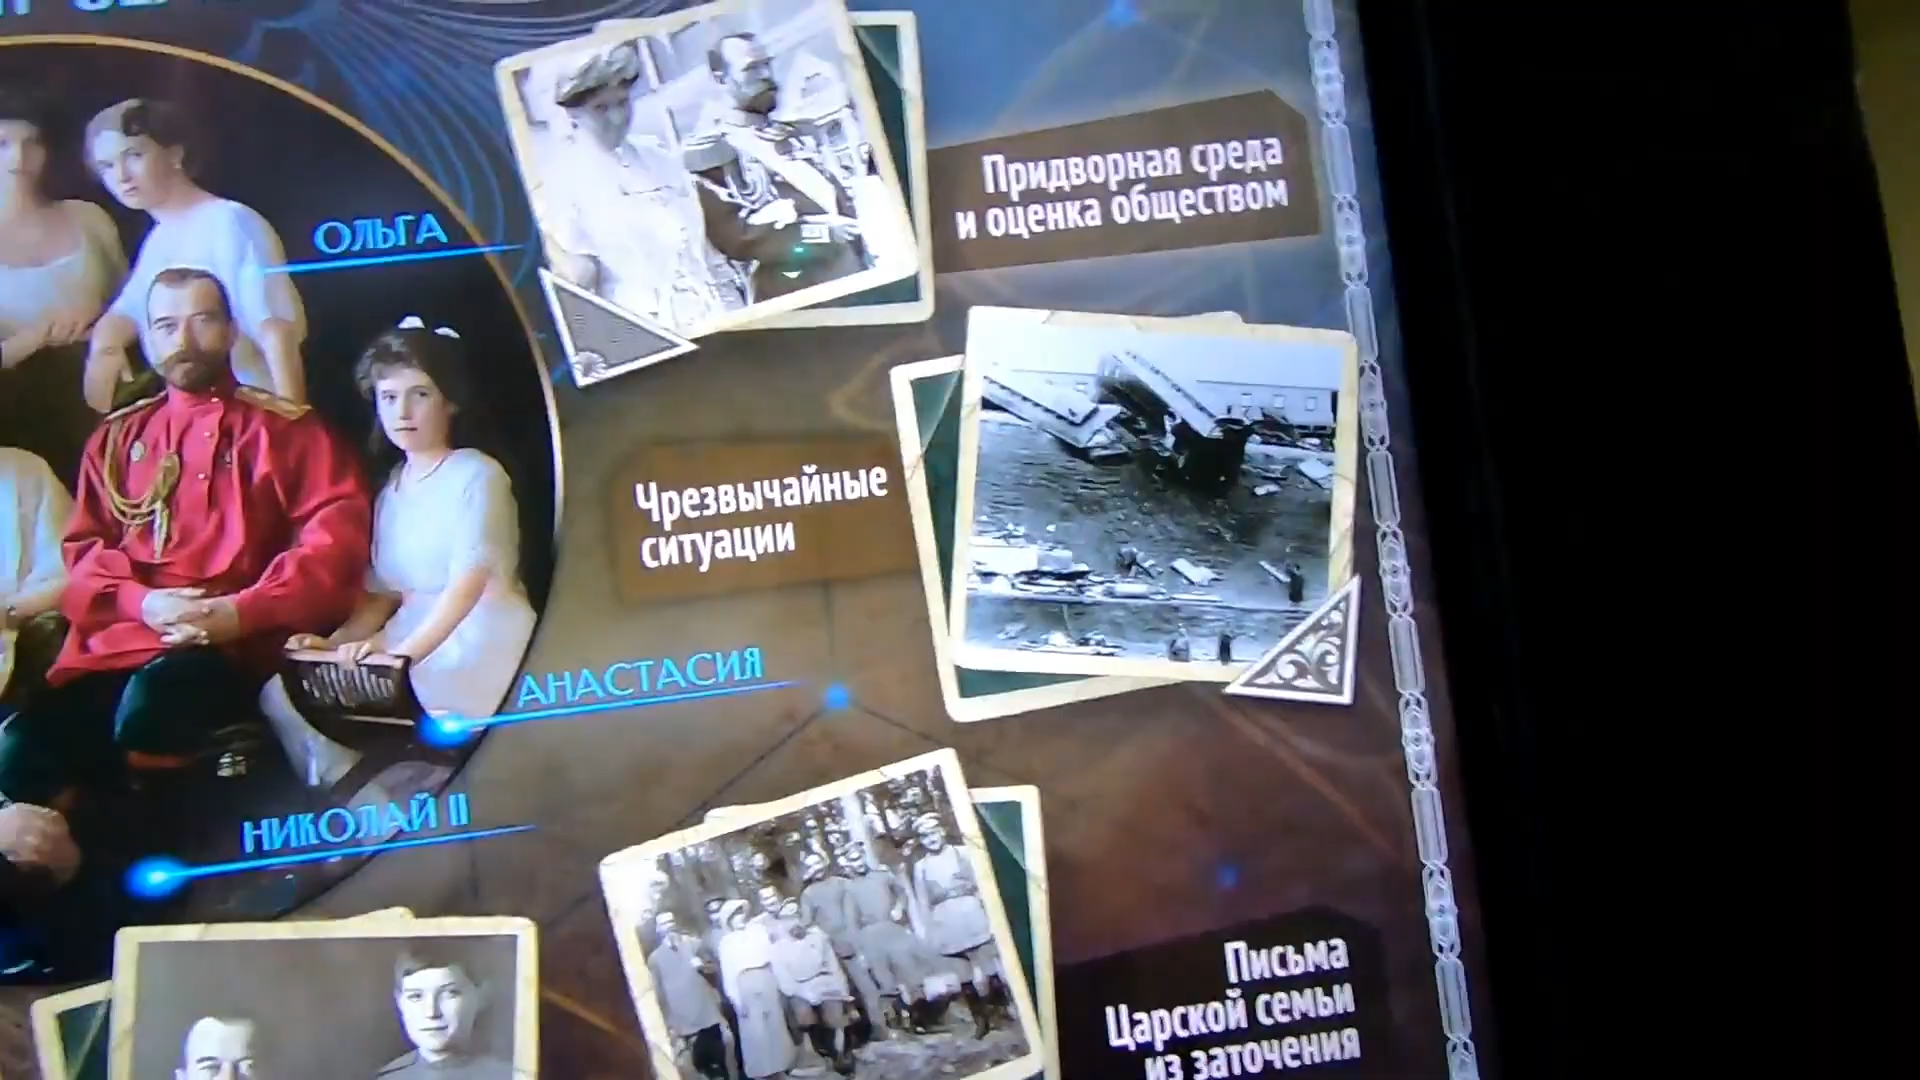 ОЛЬГА
Придворная среда
и оценка обществом
Чрезвычайные
ситуации
АНАСТАСИЯ
НИКОЛАЙ II
Письма
Царской семьи
из заточения